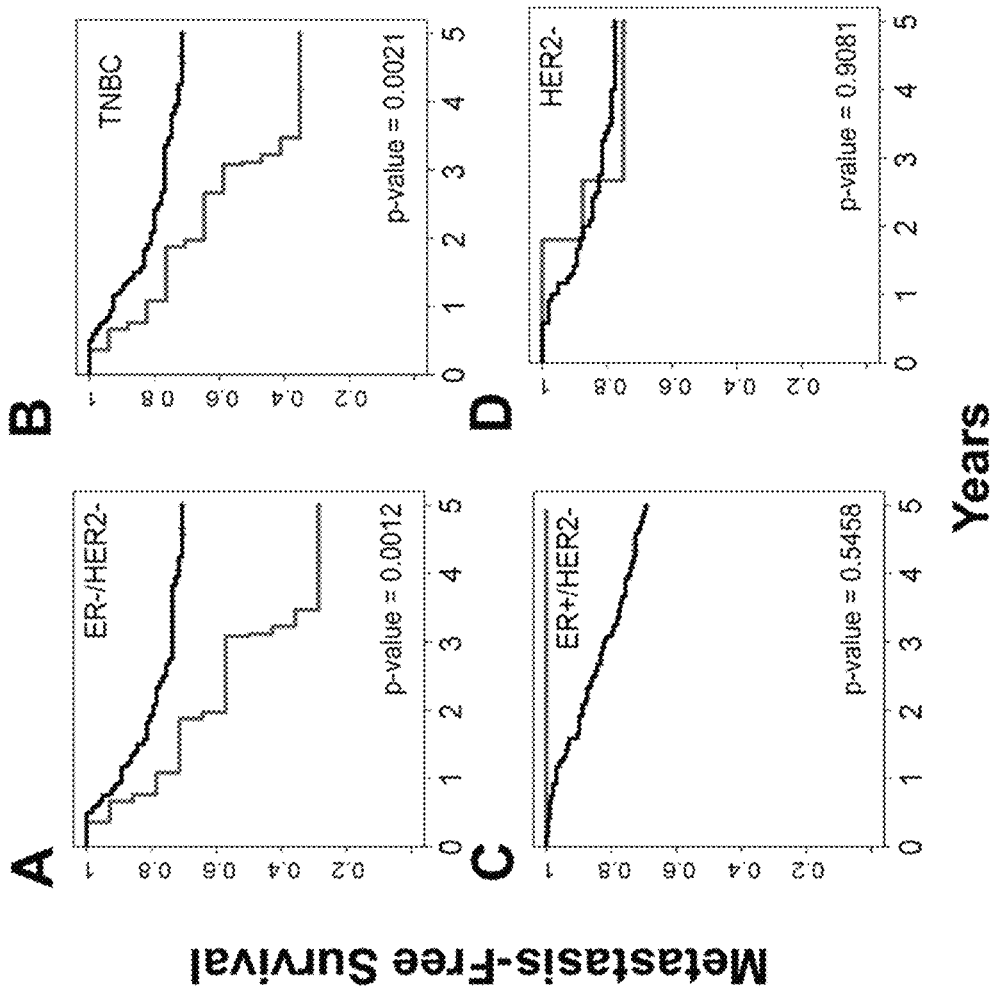 A
ER-/HER2-
p-value = 0.0012
1
0.8
0.6
0.4
0.2
0 1 2 3 4 5
B
TNBC
p-value = 0.0021
1
0.8
0.6
0.4
0.2
0 1 2 3 4 5
C
ER+/HER2-
p-value = 0.5458
1
0.8
0.6
0.4
0.2
0 1 2 3 4 5
D
HER2-
p-value = 0.9081
1
0.8
0.6
0.4
0.2
0 1 2 3 4 5
Metastasis-Free Survival
Years